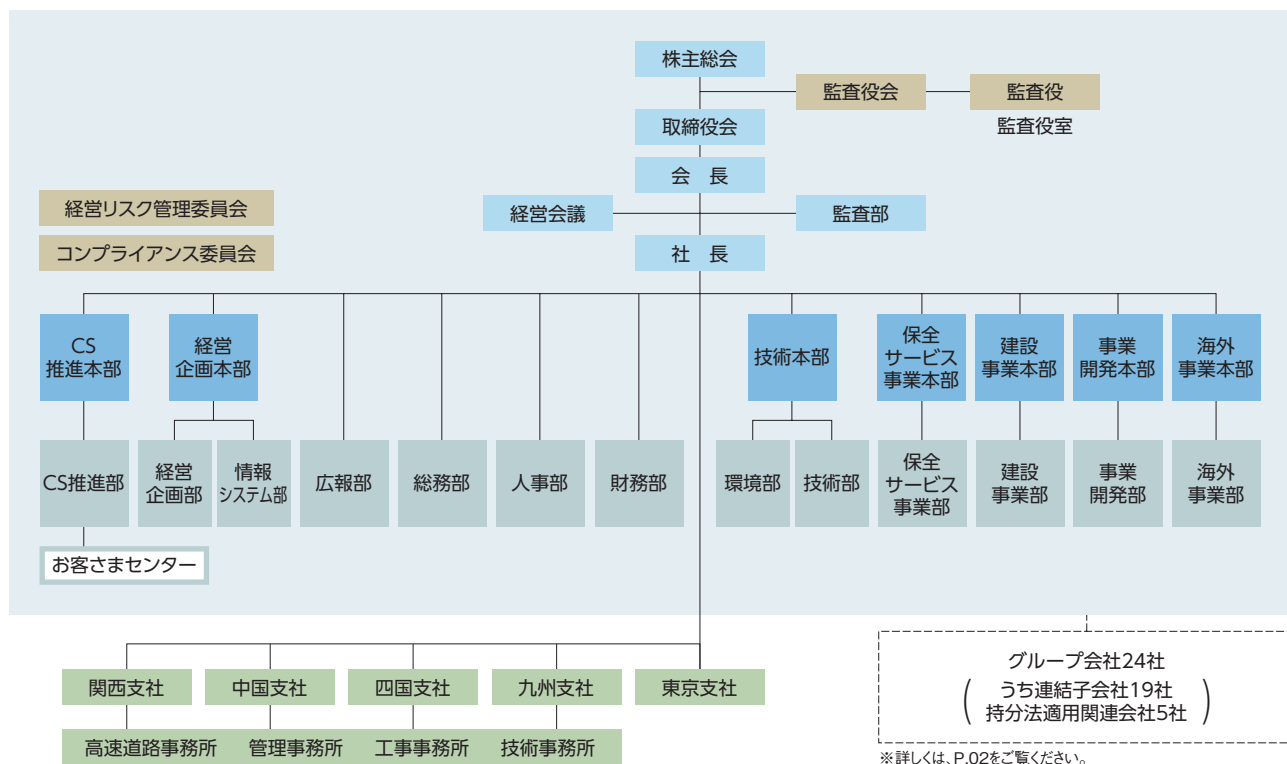 株主総会
監査役会
監査役
監査役室
取締役会
会　長
経営リスク管理委員会
経営会議
監査部
コンプライアンス委員会
社　長
CS
推進本部
経営
企画本部
技術本部
保全
サービス
事業本部
建設
事業本部
事業
開発本部
海外
事業本部
CS推進部
経営
企画部
情報
システム部
広報部
総務部
人事部
財務部
環境部
技術部
保全
サービス
事業部
建設
事業部
事業
開発部
海外
事業部
お客さまセンター
関西支社
中国支社
四国支社
九州支社
東京支社
高速道路事務所
管理事務所
工事事務所
技術事務所
グループ会社24社
(うち連結子会社19社
持分法適用関連会社5社)
※詳しくは、P.02をご覧ください。